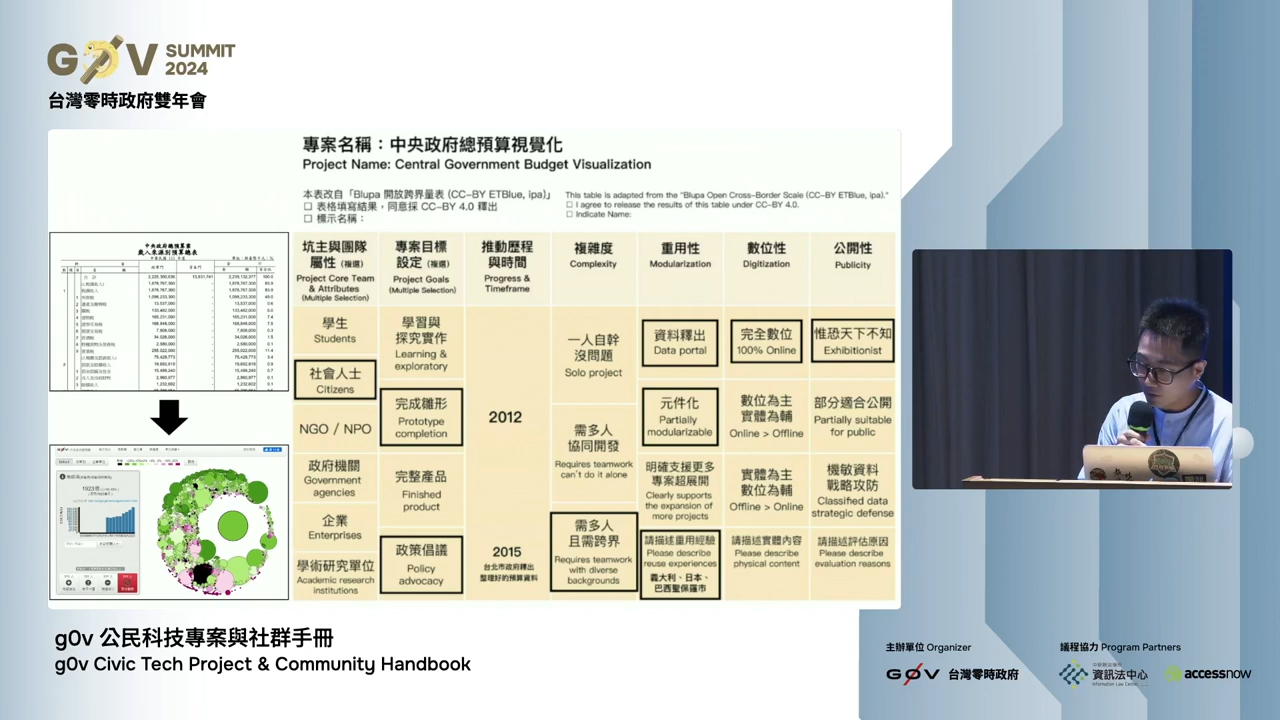 G0V SUMMIT 2024
台灣零時政府雙年會
專案名稱：中央政府總預算視覺化
Project Name: Central Government Budget Visualization
本表改自「Blupa 開放跨界量表 (CC-BY ETBlue, ipa)」
☐ 表格填寫結果，同意採 CC-BY 4.0 釋出
☐ 標示名稱：
This table is adapted from the "Blupa Open Cross-Border Scale (CC-BY ETBlue, ipa)."
☐ I agree to release the results of this table under CC-BY 4.0.
☐ Indicate Name:
中央政府總預算案
歲入來源別預算總表
坑主與團隊
屬性 (複選)
Project Core Team
& Attributes
(Multiple Selection)
學生
Students
社會人士
Citizens
NGO / NPO
政府機關
Government
agencies
企業
Enterprises
學術研究單位
Academic research
institutions
專案目標
設定 (複選)
Project Goals
(Multiple Selection)
學習與
探究實作
Learning &
exploratory
完成雛形
Prototype
completion
完整產品
Finished
product
政策倡議
Policy
advocacy
推動歷程
與時間
Progress &
Timeframe
2012
2015
台北市政府釋出
整理好的預算資料
複雜度
Complexity
一人自幹
沒問題
Solo project
需多人
協同開發
Requires teamwork
can't do it alone
需多人
且需跨界
Requires teamwork
with diverse
backgrounds
重用性
Modularization
資料釋出
Data portal
元件化
Partially
modularizable
明確支援更多
專案超展開
Clearly supports
the expansion of
more projects
請描述重用經驗
Please describe
reuse experiences
義大利、日本、
巴西聖保羅市
數位性
Digitization
完全數位
100% Online
數位為主
實體為輔
Online > Offline
實體為主
數位為輔
Offline > Online
請描述實體內容
Please describe
physical content
公開性
Publicity
惟恐天下不知
Exhibitionist
部分適合公開
Partially suitable
for public
機敏資料
戰略攻防
Classified data
strategic defense
請描述評估原因
Please describe
evaluation reasons
g0v 公民科技專案與社群手冊
g0v Civic Tech Project & Community Handbook
主辦單位 Organizer
G0V 台灣零時政府
議程協力 Program Partners
資訊法中心
Information Law Center
accessnow